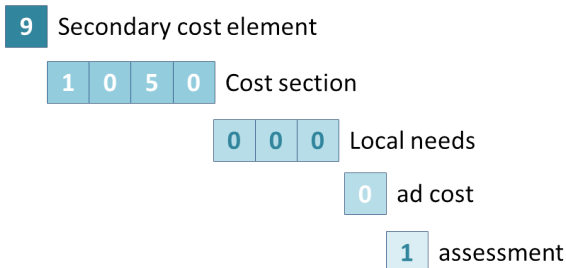 9 Secondary cost element
1 0 5 0 Cost section
0 0 0 Local needs
0 ad cost
1 assessment